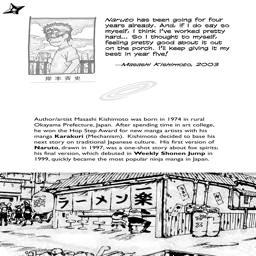 Naruto has been going for four
years already. And, if I do say so
myself, I think I've worked pretty
hard... So I thought to myself,
feeling pretty good about it out
on the porch. I'll keep giving it my
best in year five!
—Masashi Kishimoto, 2003
岸本斉史
Author/artist Masashi Kishimoto was born in 1974 in rural
Okayama Prefecture, Japan. After spending time in art college,
he won the Hop Step Award for new manga artists with his
manga Karakuri (Mechanism). Kishimoto decided to base his
next story on traditional Japanese culture. His first version of
Naruto, drawn in 1997, was a one-shot story about fox spirits;
his final version, which debuted in Weekly Shonen Jump in
1999, quickly became the most popular ninja manga in Japan.
ラーメン
楽